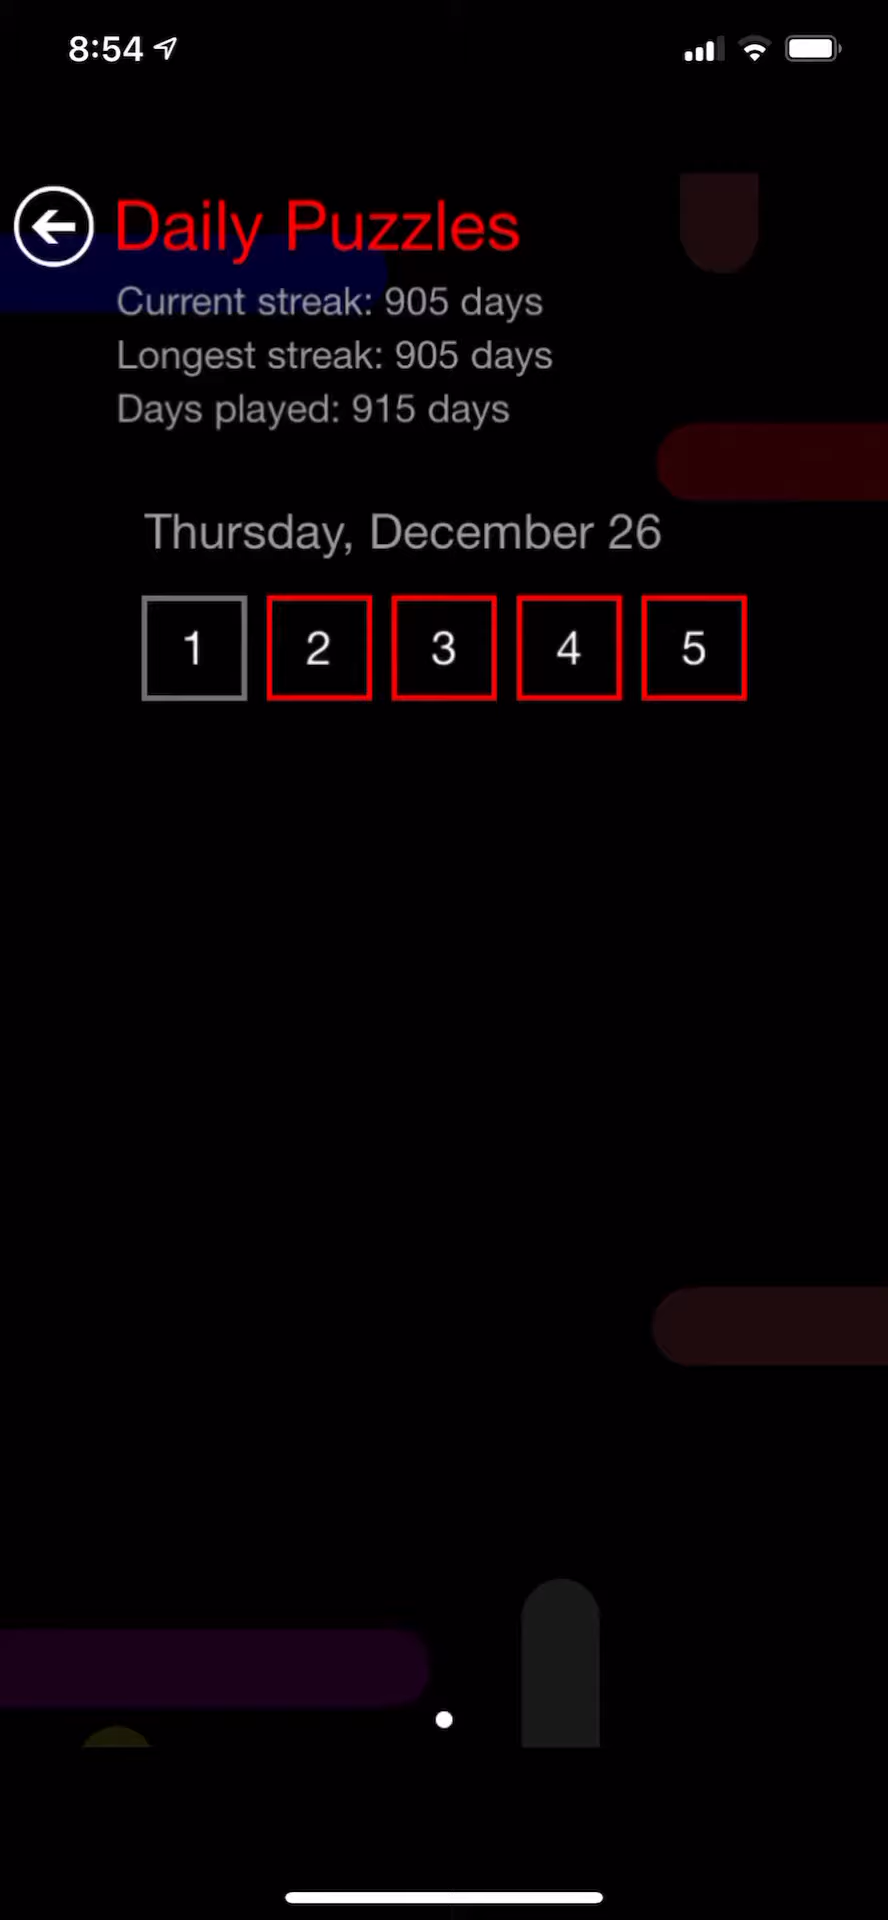 8:54
Daily Puzzles
Current streak: 905 days
Longest streak: 905 days
Days played: 915 days
Thursday, December 26
1 2 3 4 5